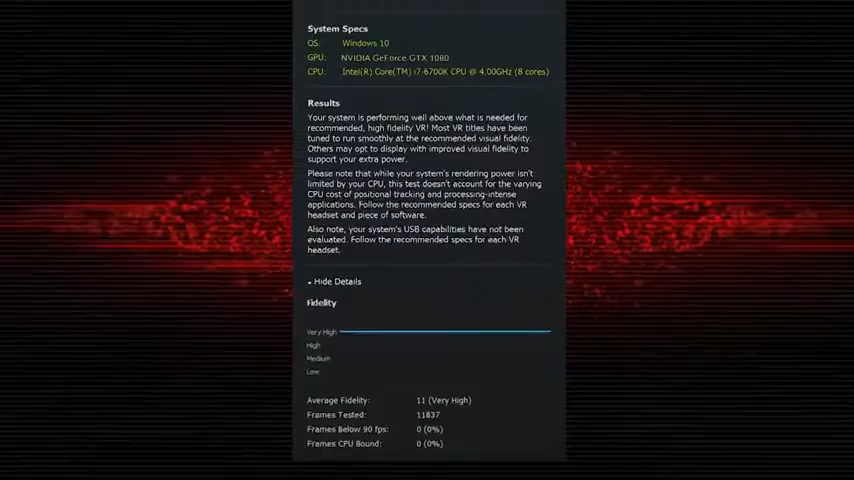 System Specs
OS: Windows 10
GPU: NVIDIA GeForce GTX 1080
CPU: Intel(R) Core(TM) i7-6700K CPU @ 4.00GHz (8 cores)
Results
Your system is performing well above what is needed for
recommended, high fidelity VR! Most VR titles have been
tuned to run smoothly at the recommended visual fidelity.
Others may opt to display with improved visual fidelity to
support your extra power.
Please note that while your system's rendering power isn't
limited by your CPU, this test doesn't account for the varying
CPU cost of positional tracking and processing-intense
applications. Follow the recommended specs for each VR
headset and piece of software.
Also note, your system's USB capabilities have not been
evaluated. Follow the recommended specs for each VR
headset.
Hide Details
Fidelity
Very High
High
Medium
Low
Average Fidelity: 11 (Very High)
Frames Tested: 11837
Frames Below 90 fps: 0 (0%)
Frames CPU Bound: 0 (0%)